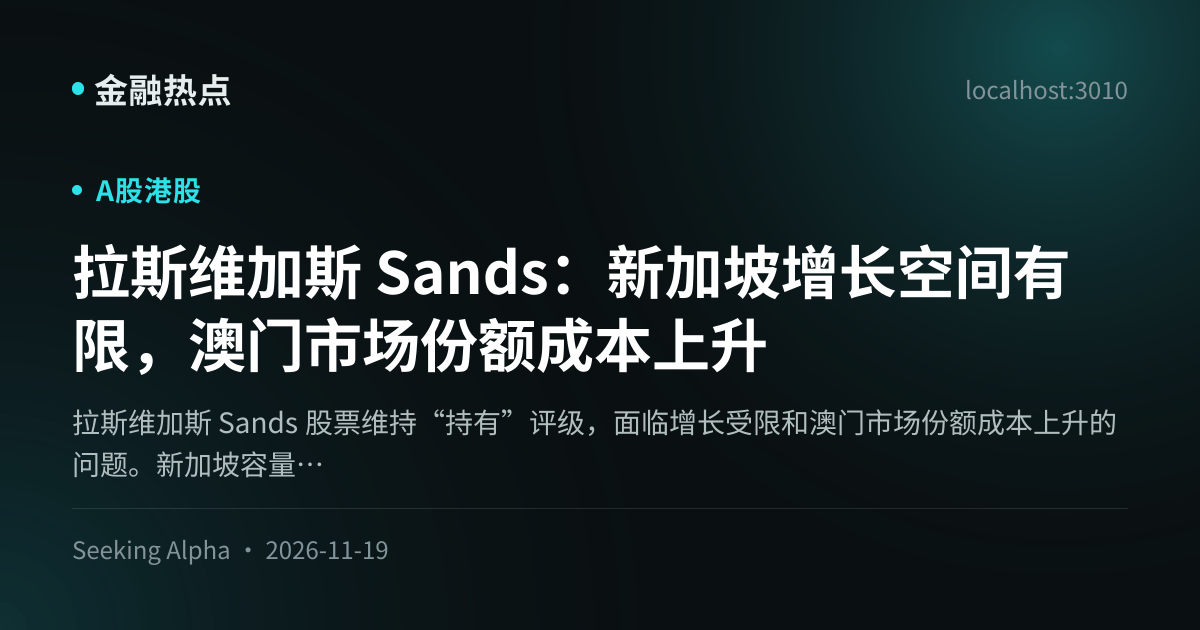 金融热点
localhost:3010
A股港股
拉斯维加斯 Sands：新加坡增长空间有
限，澳门市场份额成本上升
拉斯维加斯 Sands 股票维持“持有”评级，面临增长受限和澳门市场份额成本上升的
问题。新加坡容量…
Seeking Alpha · 2026-11-19